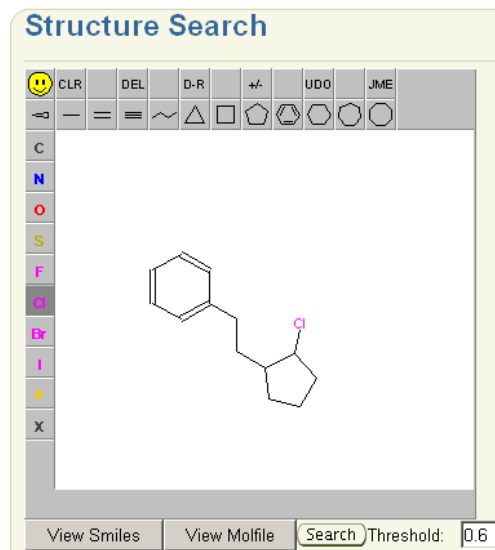 Structure Search
CLR DEL D-R +/- UDO JME
C
N
O
S
F
Cl
Br
I
P
X
Cl
View Smiles View Molfile Search Threshold: 0.6